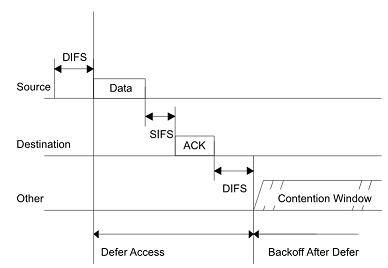 DIFS
Source
Data
SIFS
Destination
ACK
DIFS
Other
Contention Window
Defer Access
Backoff After Defer